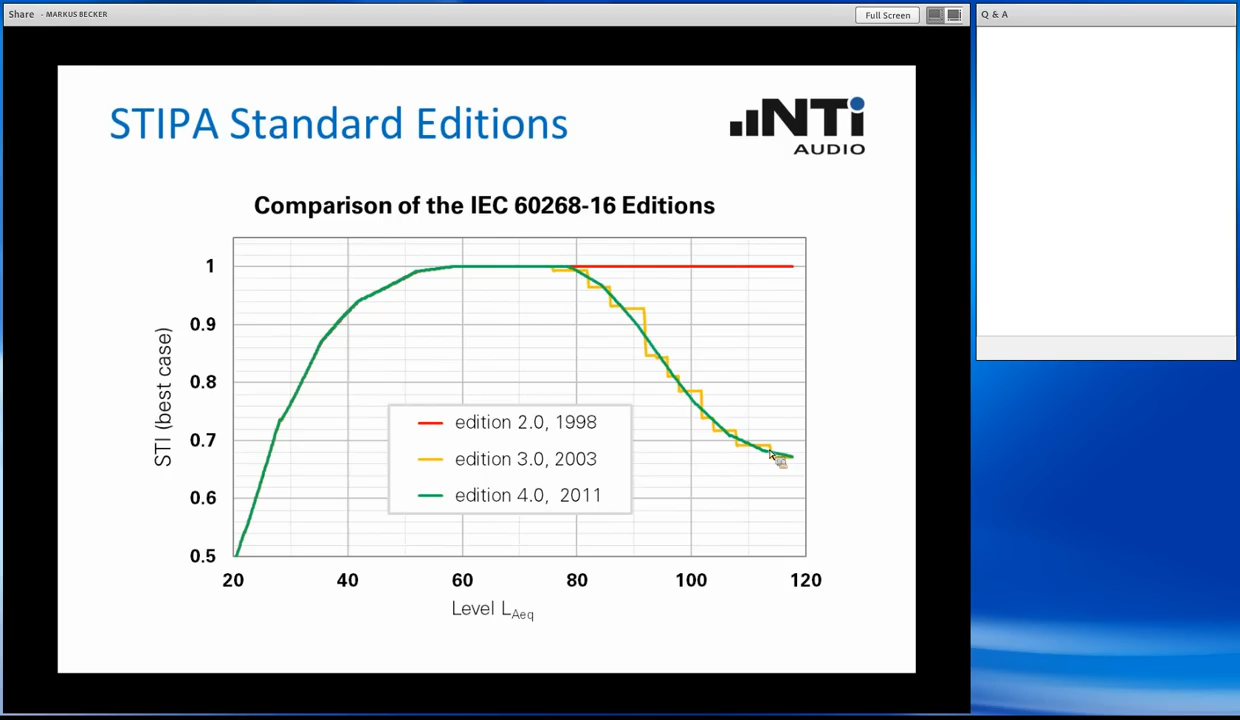 Share - MARKUS BECKER
Full Screen
Q & A
STIPA Standard Editions
NTi
AUDIO
Comparison of the IEC 60268-16 Editions
STI (best case)
1
0.9
0.8
0.7
0.6
0.5
edition 2.0, 1998
edition 3.0, 2003
edition 4.0, 2011
20 40 60 80 100 120
Level LAeq